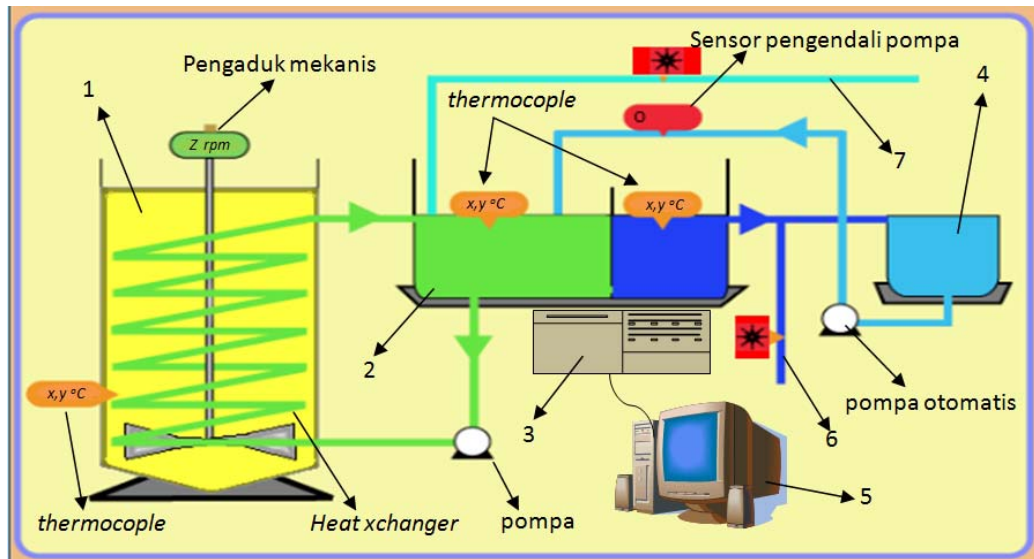 Sensor pengendali pompa
Pengaduk mekanis
1
4
thermocople
O
7
Z rpm
x,y °C
x,y °C
2
x,y °C
3
6
pompa otomatis
5
thermocople
Heat xchanger
pompa